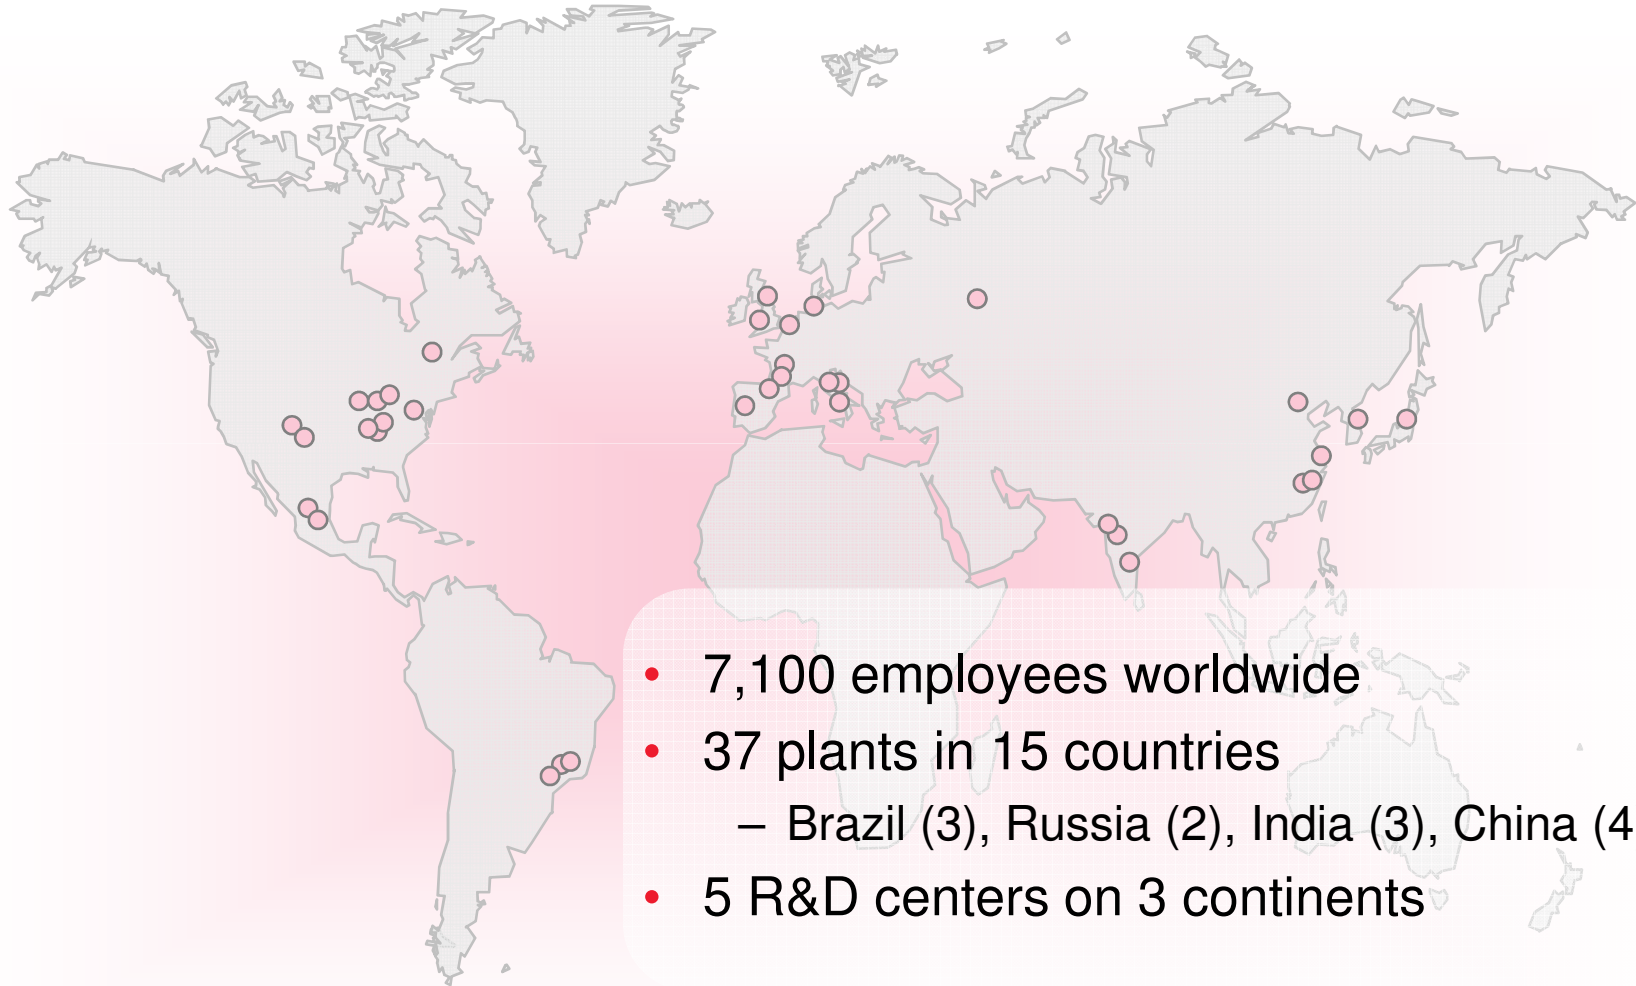 • 7,100 employees worldwide
• 37 plants in 15 countries
– Brazil (3), Russia (2), India (3), China (4
• 5 R&D centers on 3 continents